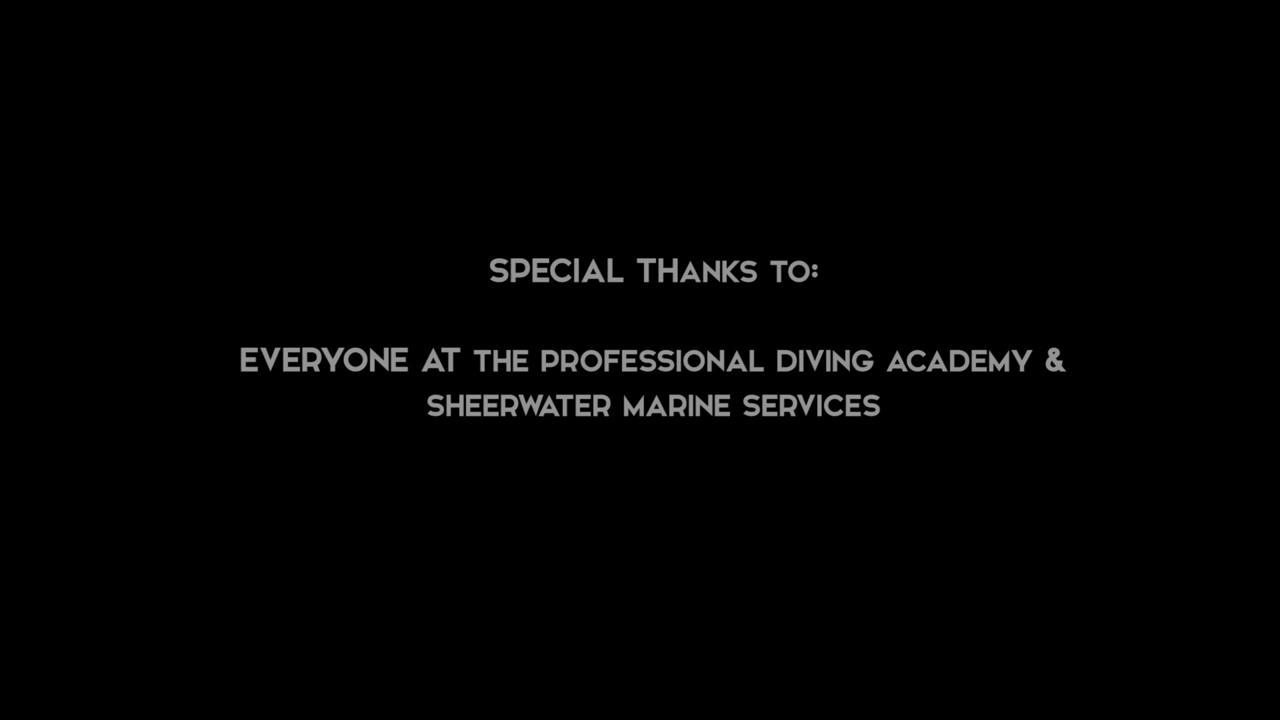 SPECIAL THANKS TO:
EVERYONE AT THE PROFESSIONAL DIVING ACADEMY &
SHEERWATER MARINE SERVICES